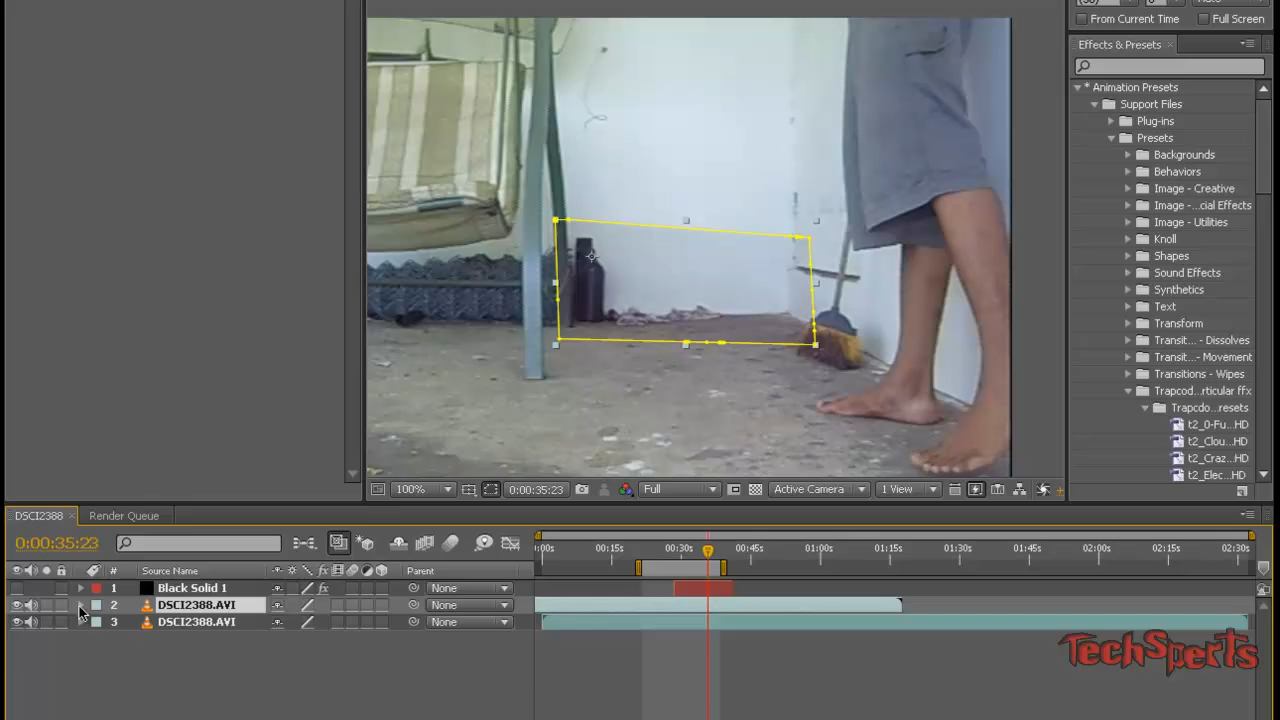 From Current Time Full Screen
Effects & Presets
* Animation Presets
Support Files
Plug-ins
Presets
Backgrounds
Behaviors
Image - Creative
Image - ...cial Effects
Image - Utilities
Knoll
Shapes
Sound Effects
Synthetics
Text
Transform
Transit... - Dissolves
Transit... - Movement
Transitions - Wipes
Trapcod...rticular ffx
Trapcdo...resets
t2_0-Fu...HD
t2_Clou...HD
t2_Craz...HD
t2_Elec...HD
100% 0:00:35:23 Full Active Camera 1 View
DSCI2388 Render Queue
0:00:35:23
:00s 00:15s 00:30s 00:45s 01:00s 01:15s 01:30s 01:45s 02:00s 02:15s 02:30s
# Source Name fx Parent
1 Black Solid 1 fx None
2 DSCI2388.AVI None
3 DSCI2388.AVI None
TechSperts